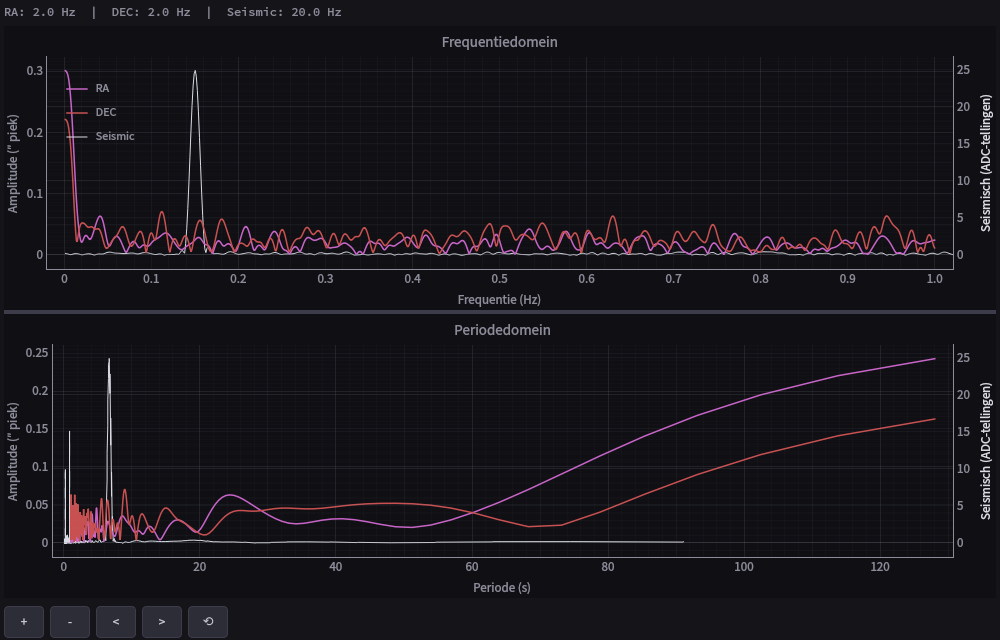 RA: 2.0 Hz | DEC: 2.0 Hz | Seismic: 20.0 Hz
Frequentiedomein
Amplitude (″ piek)
0.3
0.2
0.1
0
RA
DEC
Seismic
25
20
15
10
5
0
Seismisch (ADC-tellingen)
0 0.1 0.2 0.3 0.4 0.5 0.6 0.7 0.8 0.9 1.0
Frequentie (Hz)
Periodedomein
Amplitude (″ piek)
0.25
0.2
0.15
0.1
0.05
0
25
20
15
10
5
0
Seismisch (ADC-tellingen)
0 20 40 60 80 100 120
Periode (s)
+ - < > ⟲